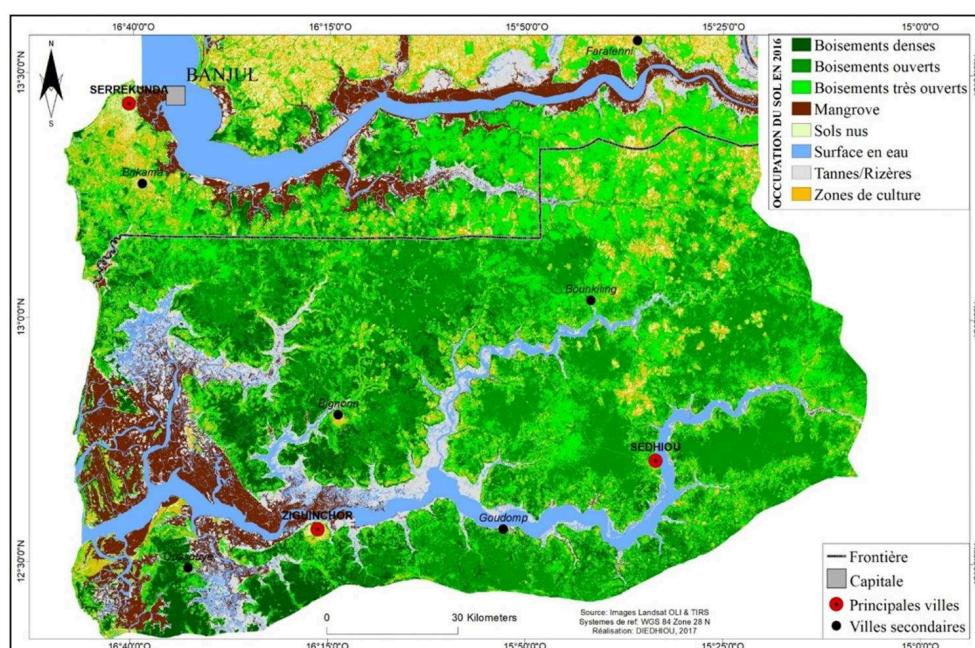 16°40'0"O 16°15'0"O 15°50'0"O 15°25'0"O 15°0'0"O
N
S
13°30'0"N
13°0'0"N
12°30'0"N
BANJUL
SERREKUNDA
Brikama
Farafenni
Bounkiling
Bignona
SEDHIOU
ZIGUINCHOR
Goudomp
Oussouye
OCCUPATION DU SOL EN 2016
Boisements denses
Boisements ouverts
Boisements très ouverts
Mangrove
Sols nus
Surface en eau
Tannes/Rizères
Zones de culture
Frontière
Capitale
Principales villes
Villes secondaires
0 30 Kilometers
Source: Images Landsat OLI & TIRS
Systemes de ref: WGS 84 Zone 28 N
Réalisation: DIEDHIOU, 2017
16°40'0"O 16°15'0"O 15°50'0"O 15°25'0"O 15°0'0"O